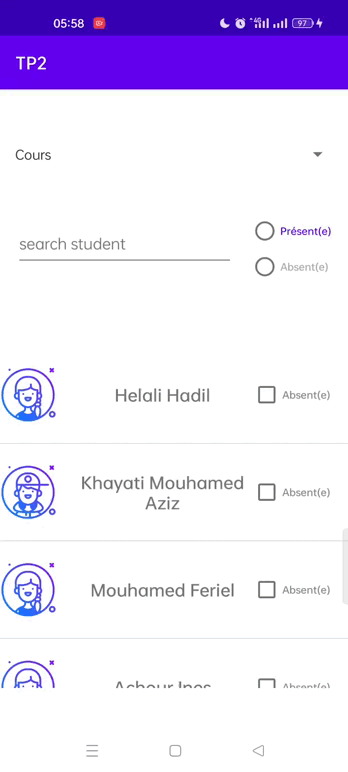 05:58
4G
97
TP2
Cours
search student
Présent(e)
Absent(e)
Helali Hadil
Absent(e)
Khayati Mouhamed
Aziz
Absent(e)
Mouhamed Feriel
Absent(e)
Achour Ines
Absent(e)